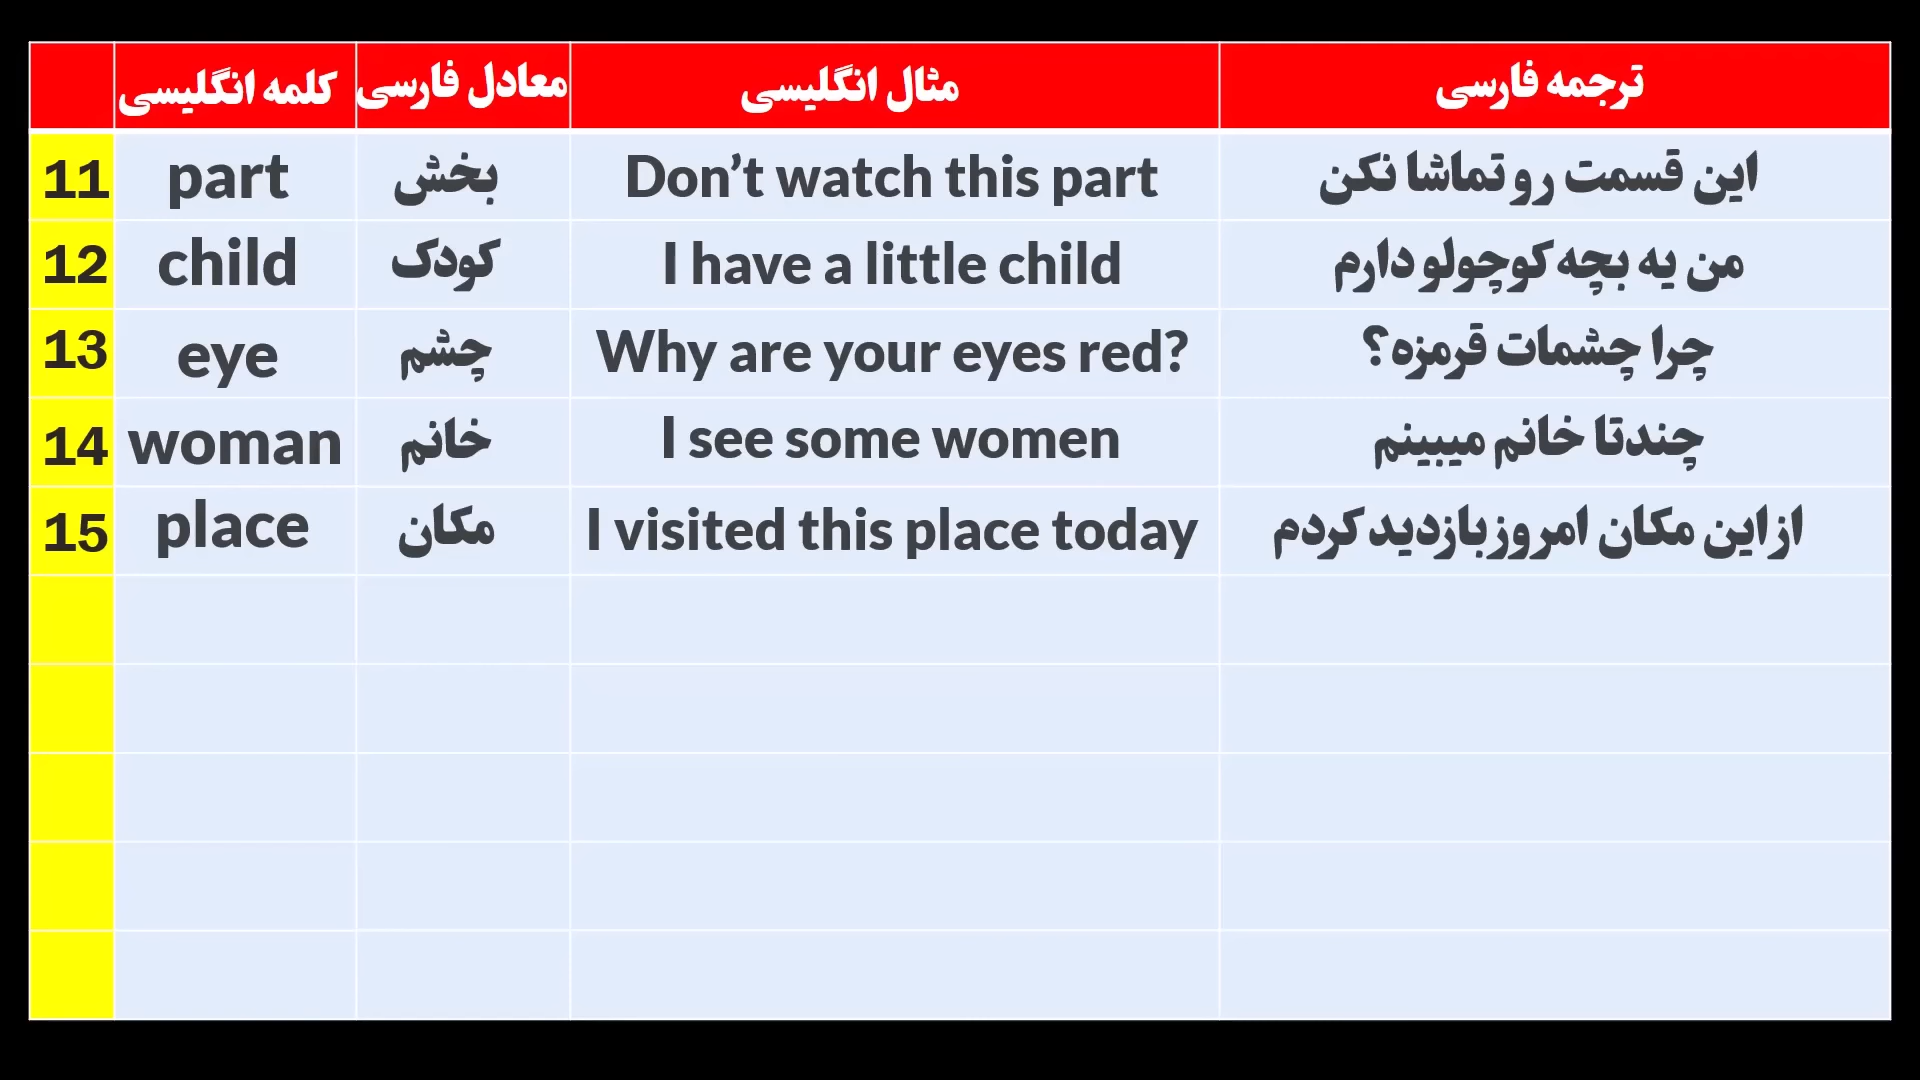 کلمه انگلیسی معادل فارسی مثال انگلیسی ترجمه فارسی
11 part بخش Don’t watch this part این قسمت رو تماشا نکن
12 child کودک I have a little child من یه بچه کوچولو دارم
13 eye چشم Why are your eyes red? چرا چشمات قرمزه؟
14 woman خانم I see some women چندتا خانم میبینم
15 place مکان I visited this place today از این مکان امروز بازدید کردم